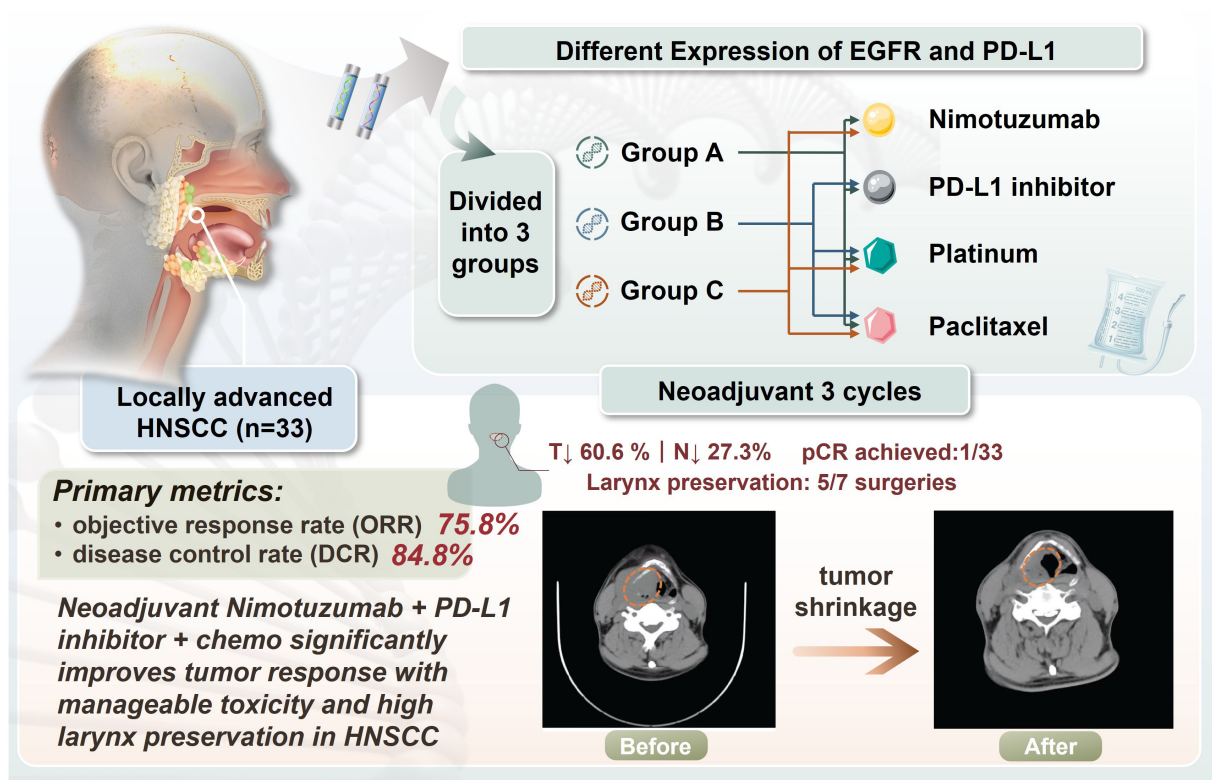 Different Expression of EGFR and PD-L1
Divided
into 3
groups
Group A
Group B
Group C
Nimotuzumab
PD-L1 inhibitor
Platinum
Paclitaxel
4
3
2
1
Locally advanced
HNSCC (n=33)
Neoadjuvant 3 cycles
T↓ 60.6 % | N↓ 27.3% pCR achieved:1/33
Larynx preservation: 5/7 surgeries
Primary metrics:
• objective response rate (ORR) 75.8%
• disease control rate (DCR) 84.8%
Neoadjuvant Nimotuzumab + PD-L1
inhibitor + chemo significantly
improves tumor response with
manageable toxicity and high
larynx preservation in HNSCC
tumor
shrinkage
Before
After